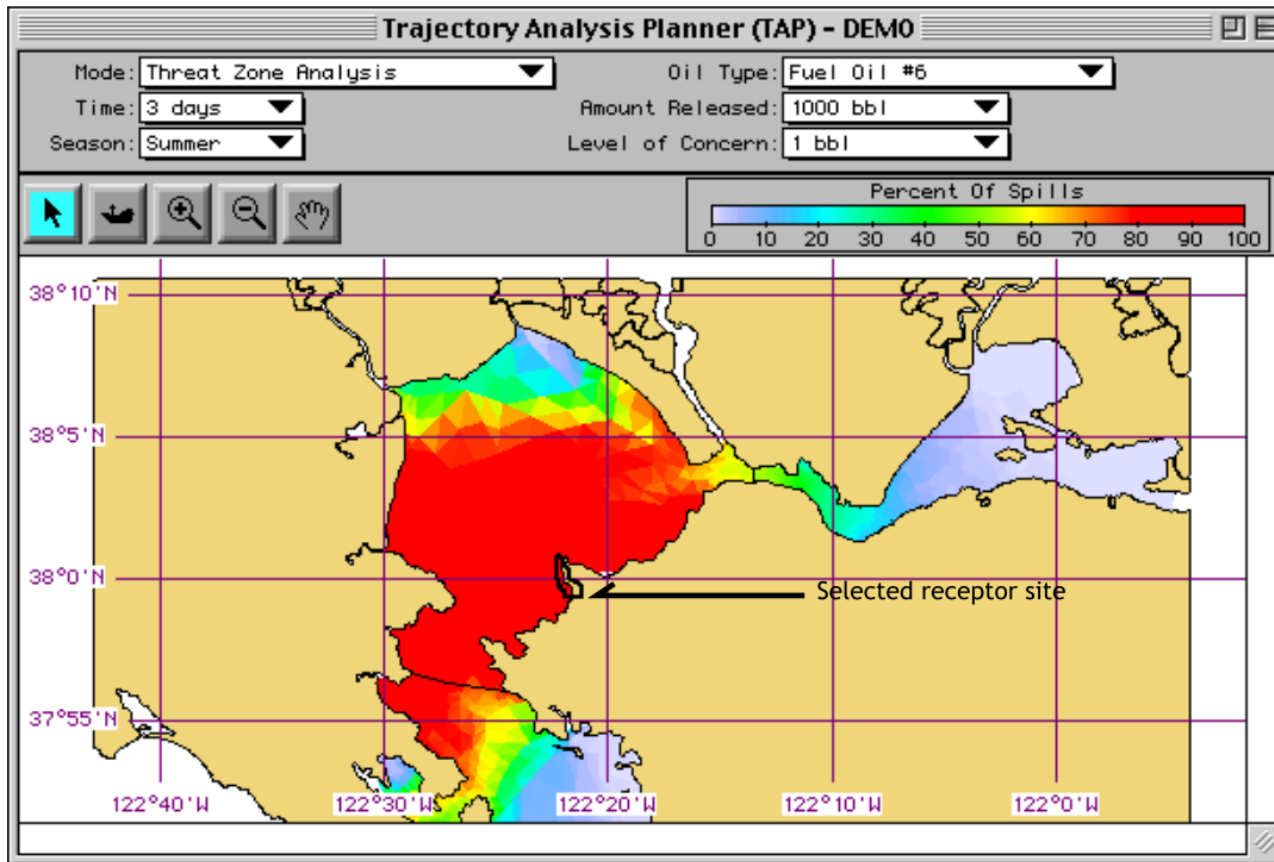 Trajectory Analysis Planner (TAP) - DEMO
Mode: Threat Zone Analysis
Oil Type: Fuel Oil #6
Time: 3 days
Amount Released: 1000 bbl
Season: Summer
Level of Concern: 1 bbl
Percent Of Spills
0 10 20 30 40 50 60 70 80 90 100
38°10'N
38°5'N
38°0'N
Selected receptor site
37°55'N
122°40'W 122°30'W 122°20'W 122°10'W 122°0'W